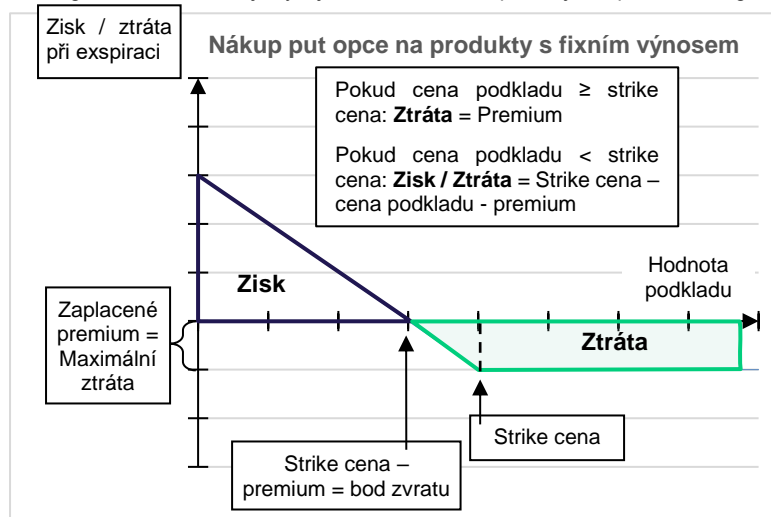 Zisk / ztráta
při exspiraci
Nákup put opce na produkty s fixním výnosem
Pokud cena podkladu ≥ strike
cena: Ztráta = Premium
Pokud cena podkladu < strike
cena: Zisk / Ztráta = Strike cena –
cena podkladu - premium
Zisk
Hodnota
podkladu
Zaplacené
premium =
Maximální
ztráta
Ztráta
Strike cena
Strike cena –
premium = bod zvratu